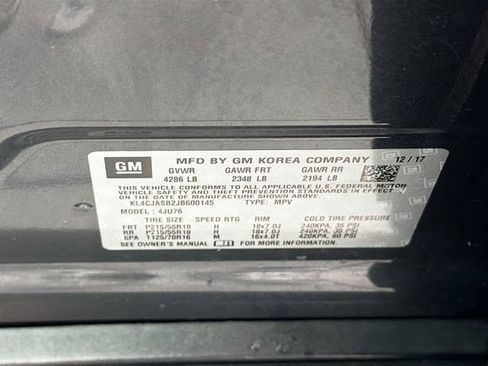 GM MFD BY GM KOREA COMPANY 12/17
GVWR GAWR FRT GAWR RR
4286 LB 2348 LB 2194 LB
THIS VEHICLE CONFORMS TO ALL APPLICABLE U.S. FEDERAL MOTOR
VEHICLE SAFETY AND THEFT PREVENTION STANDARDS IN EFFECT
ON THE DATE OF MANUFACTURE SHOWN ABOVE.
KL4CJASB2JB600145 TYPE: MPV
MODEL: 4JU76
TIRE SIZE SPEED RTG RIM COLD TIRE PRESSURE
FRT P215/55R18 H 18x7.0J 240KPA, 35 PSI
RR P215/55R18 H 18x7.0J 240KPA, 35 PSI
SPA T125/70R16 M 16x4.0T 420KPA, 60 PSI
SEE OWNER'S MANUAL FOR MORE INFORMATION